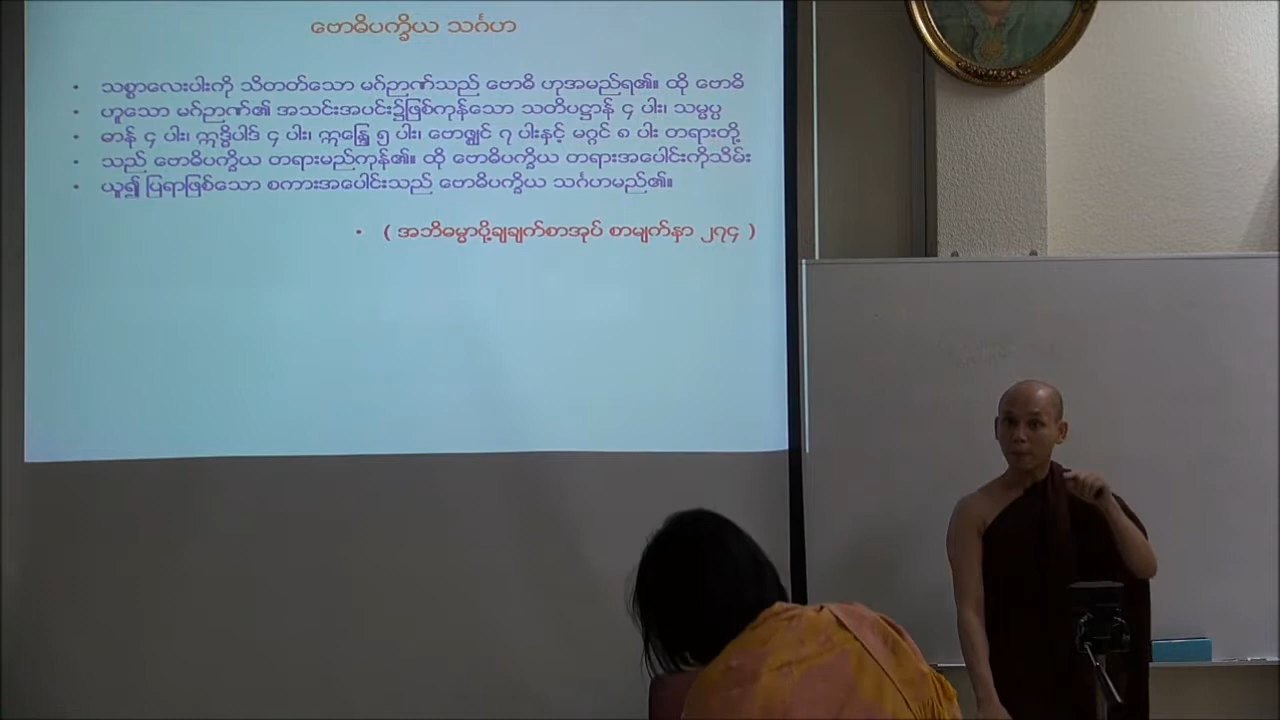 ဗောဓိပက္ခိယ သင်္ဂဟ
• သစ္စာလေးပါးကို သိတတ်သော မဂ်ဉာဏ်သည် ဗောဓိ ဟုအမည်ရ၏။ ထို ဗောဓိ
• ဟူသော မဂ်ဉာဏ်၏ အသင်းအပင်း၌ဖြစ်ကုန်သော သတိပဋ္ဌာန် ၄ ပါး၊ သမ္မပ္ပ
• ဓာန် ၄ ပါး၊ ဣဒ္ဓိပါဒ် ၄ ပါး၊ ဣန္ဒြေ ၅ ပါး၊ ဗောဇ္ဈင် ၇ ပါးနှင့် မဂ္ဂင် ၈ ပါး တရားတို့
• သည် ဗောဓိပက္ခိယ တရားမည်ကုန်၏။ ထို ဗောဓိပက္ခိယ တရားအပေါင်းကိုသိမ်း
• ယူ၍ ပြရာဖြစ်သော စကားအပေါင်းသည် ဗောဓိပက္ခိယ သင်္ဂဟမည်၏။
• ( အဘိဓမ္မာပို့ချချက်စာအုပ် စာမျက်နှာ ၂၇၄ )